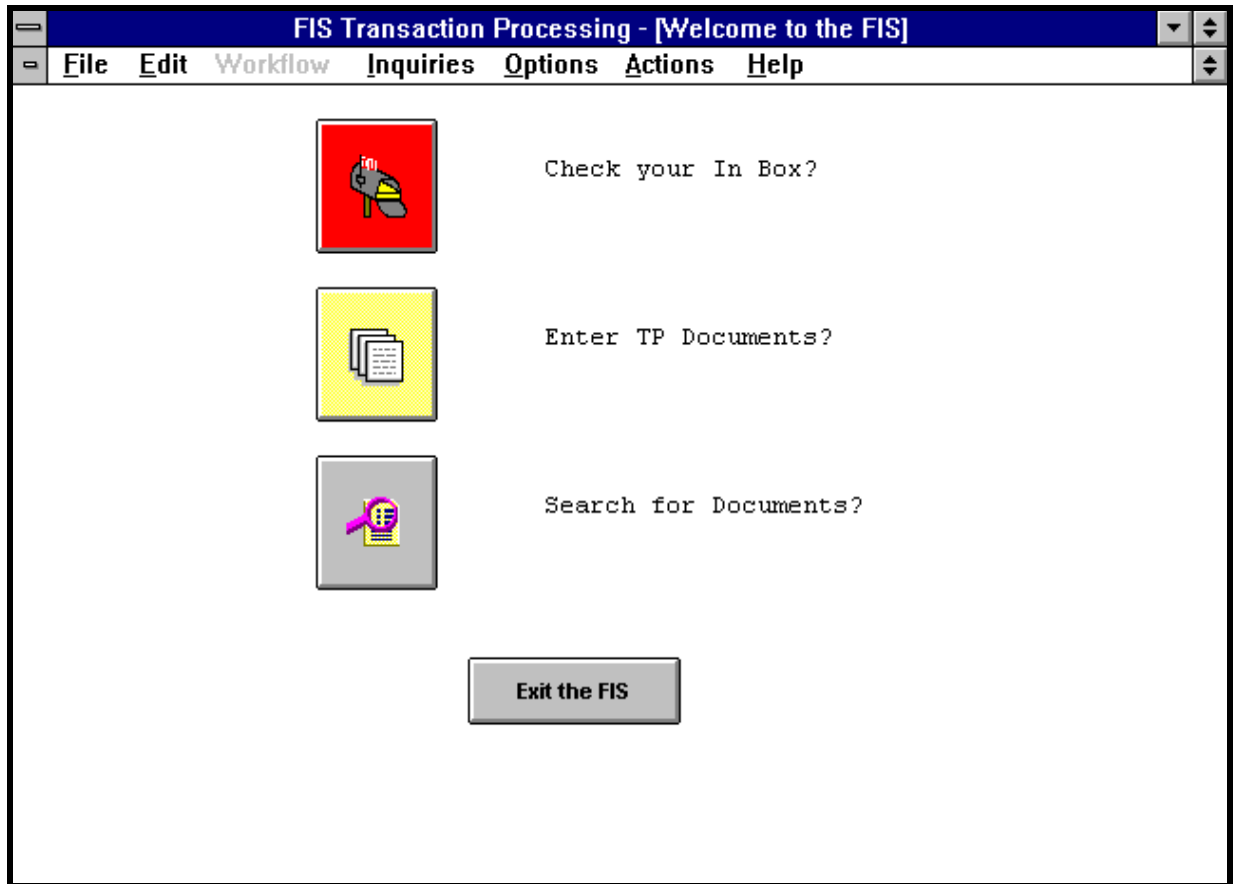 FIS Transaction Processing - [Welcome to the FIS]
File Edit Workflow Inquiries Options Actions Help
Check your In Box?
Enter TP Documents?
Search for Documents?
Exit the FIS